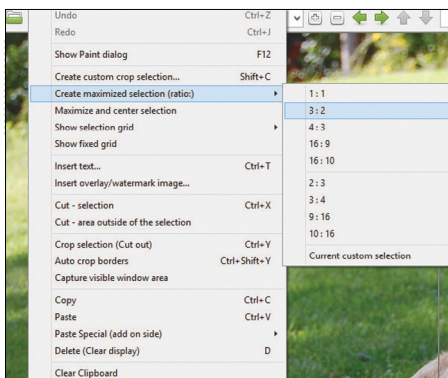 Undo Ctrl+Z
Redo Ctrl+J
Show Paint dialog F12
Create custom crop selection... Shift+C
Create maximized selection (ratio:)
Maximize and center selection
Show selection grid
Show fixed grid
Insert text... Ctrl+T
Insert overlay/watermark image...
Cut - selection Ctrl+X
Cut - area outside of the selection
Crop selection (Cut out) Ctrl+Y
Auto crop borders Ctrl+Shift+Y
Capture visible window area
Copy Ctrl+C
Paste Ctrl+V
Paste Special (add on side)
Delete (Clear display) D
Clear Clipboard
1 : 1
3 : 2
4 : 3
16 : 9
16 : 10
2 : 3
3 : 4
9 : 16
10 : 16
Current custom selection